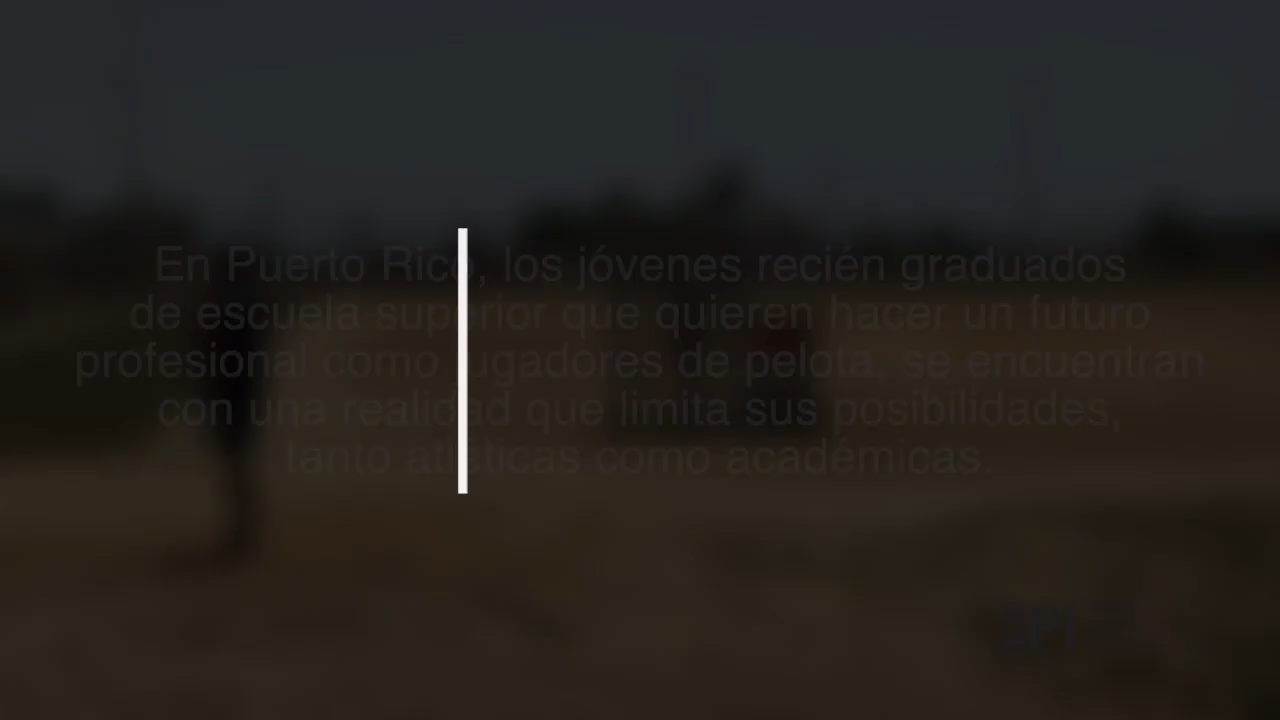 En Puerto Rico, los jóvenes recién graduados
de escuela superior que quieren hacer un futuro
profesional como jugadores de pelota, se encuentran
con una realidad que limita sus posibilidades,
tanto atléticas como académicas.